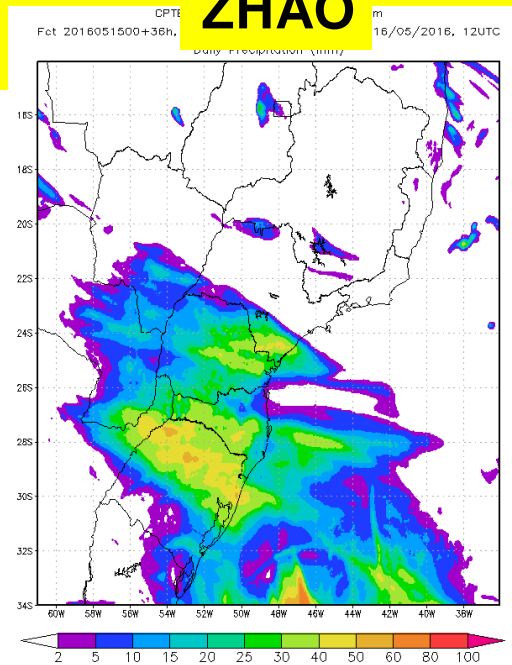 ZHAO
CPTE m
Fct 2016051500+36h, 16/05/2016, 12UTC
Daily Precipitation (mm)
16S
18S
20S
22S
24S
26S
28S
30S
32S
34S
60W 58W 56W 54W 52W 50W 48W 46W 44W 42W 40W 38W
2 5 10 15 20 25 30 40 50 60 80 100